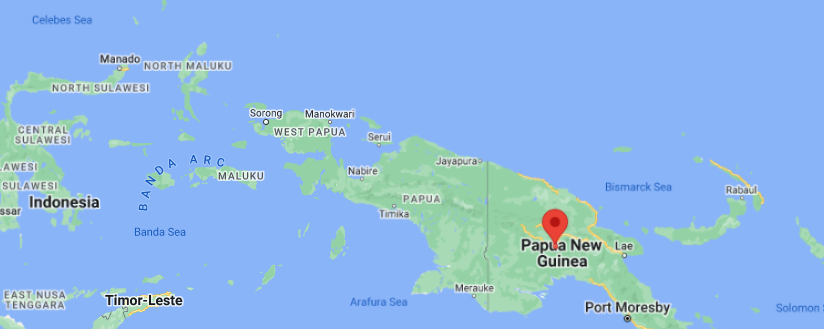 Celebes Sea
Manado
NORTH MALUKU
NORTH SULAWESI
Sorong
Manokwari
CENTRAL
SULAWESI
WEST PAPUA
Serui
BANDA ARC
Jayapura
LAWESI
MALUKU
Nabire
SULAWESI
Bismarck Sea
Rabaul
Indonesia
PAPUA
ssar
Timika
Banda Sea
Papua New
Guinea
Lae
Merauke
EAST NUSA
TENGGARA
Timor-Leste
Arafura Sea
Port Moresby
Solomon